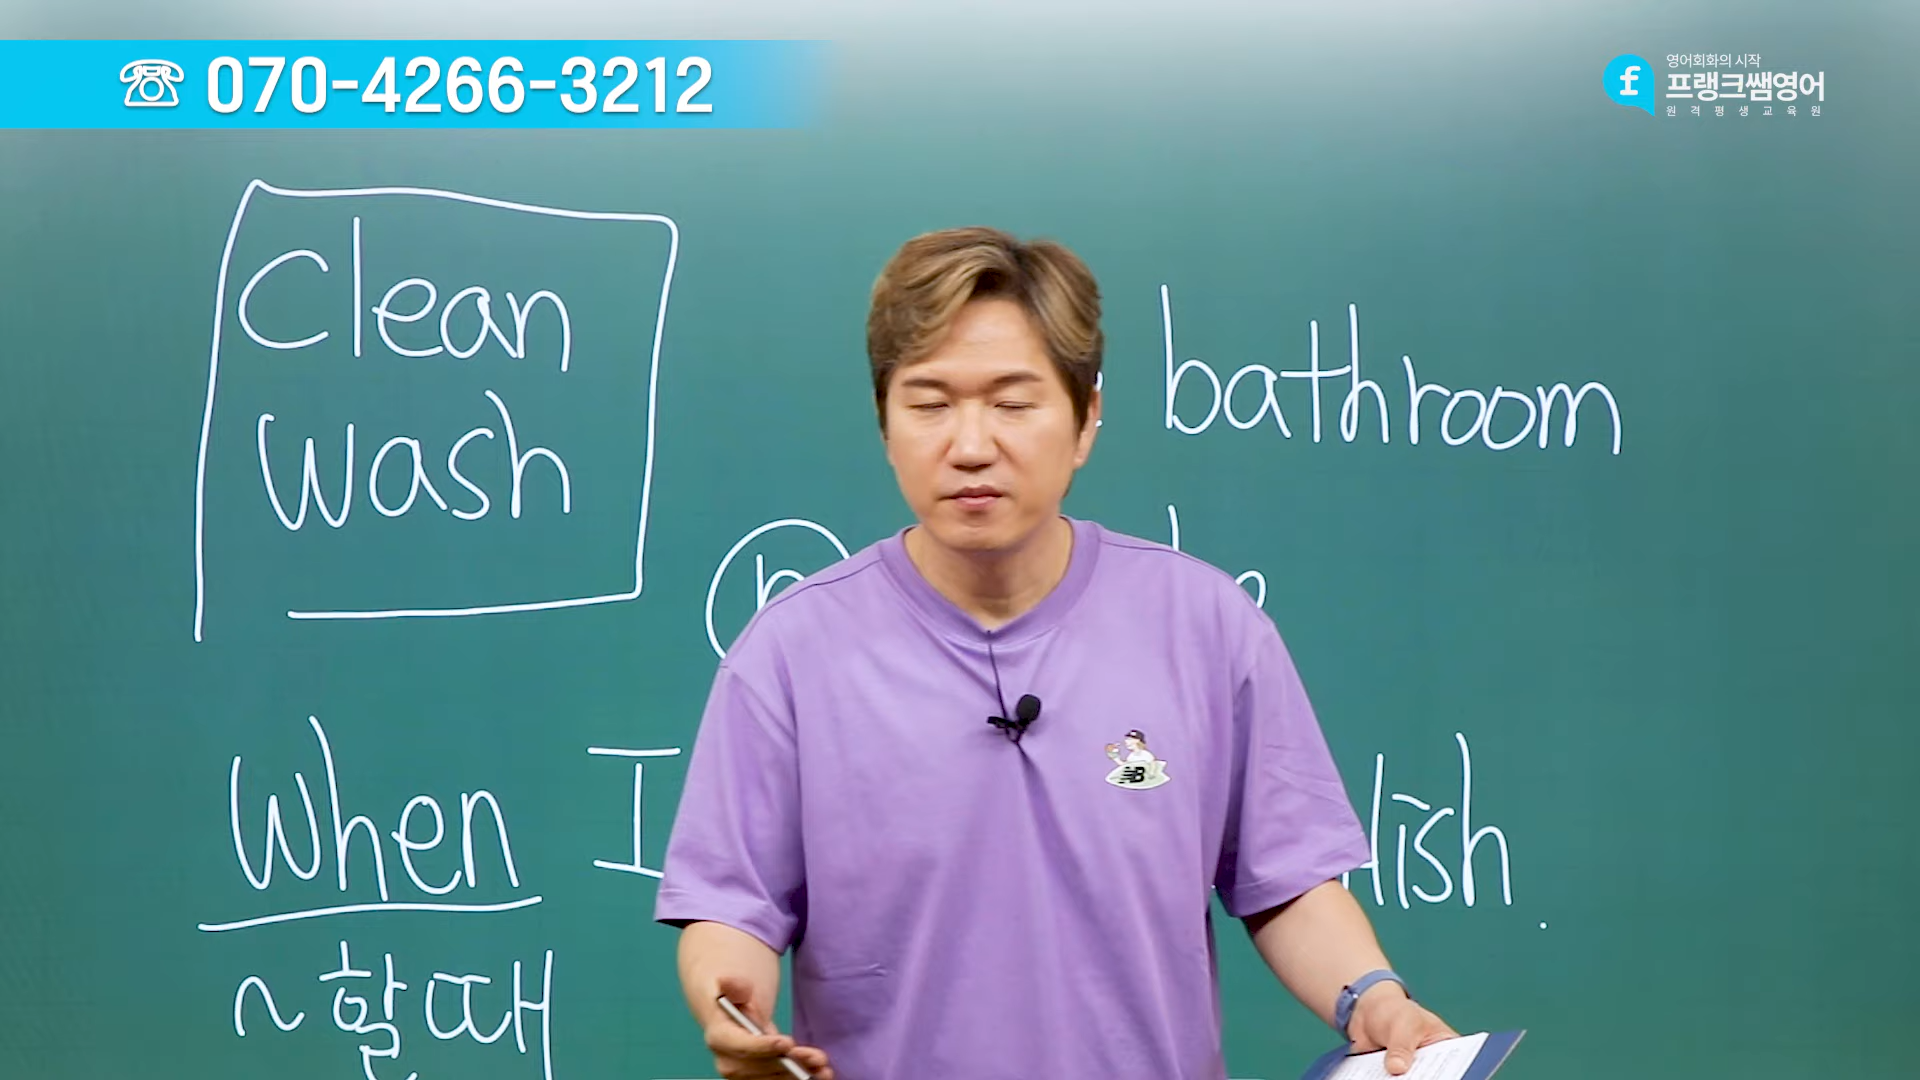 070-4266-3212
영어회화의 시작
프랭크쌤영어
원격평생교육원
Clean
bathroom
wash
When I
~할때
NB